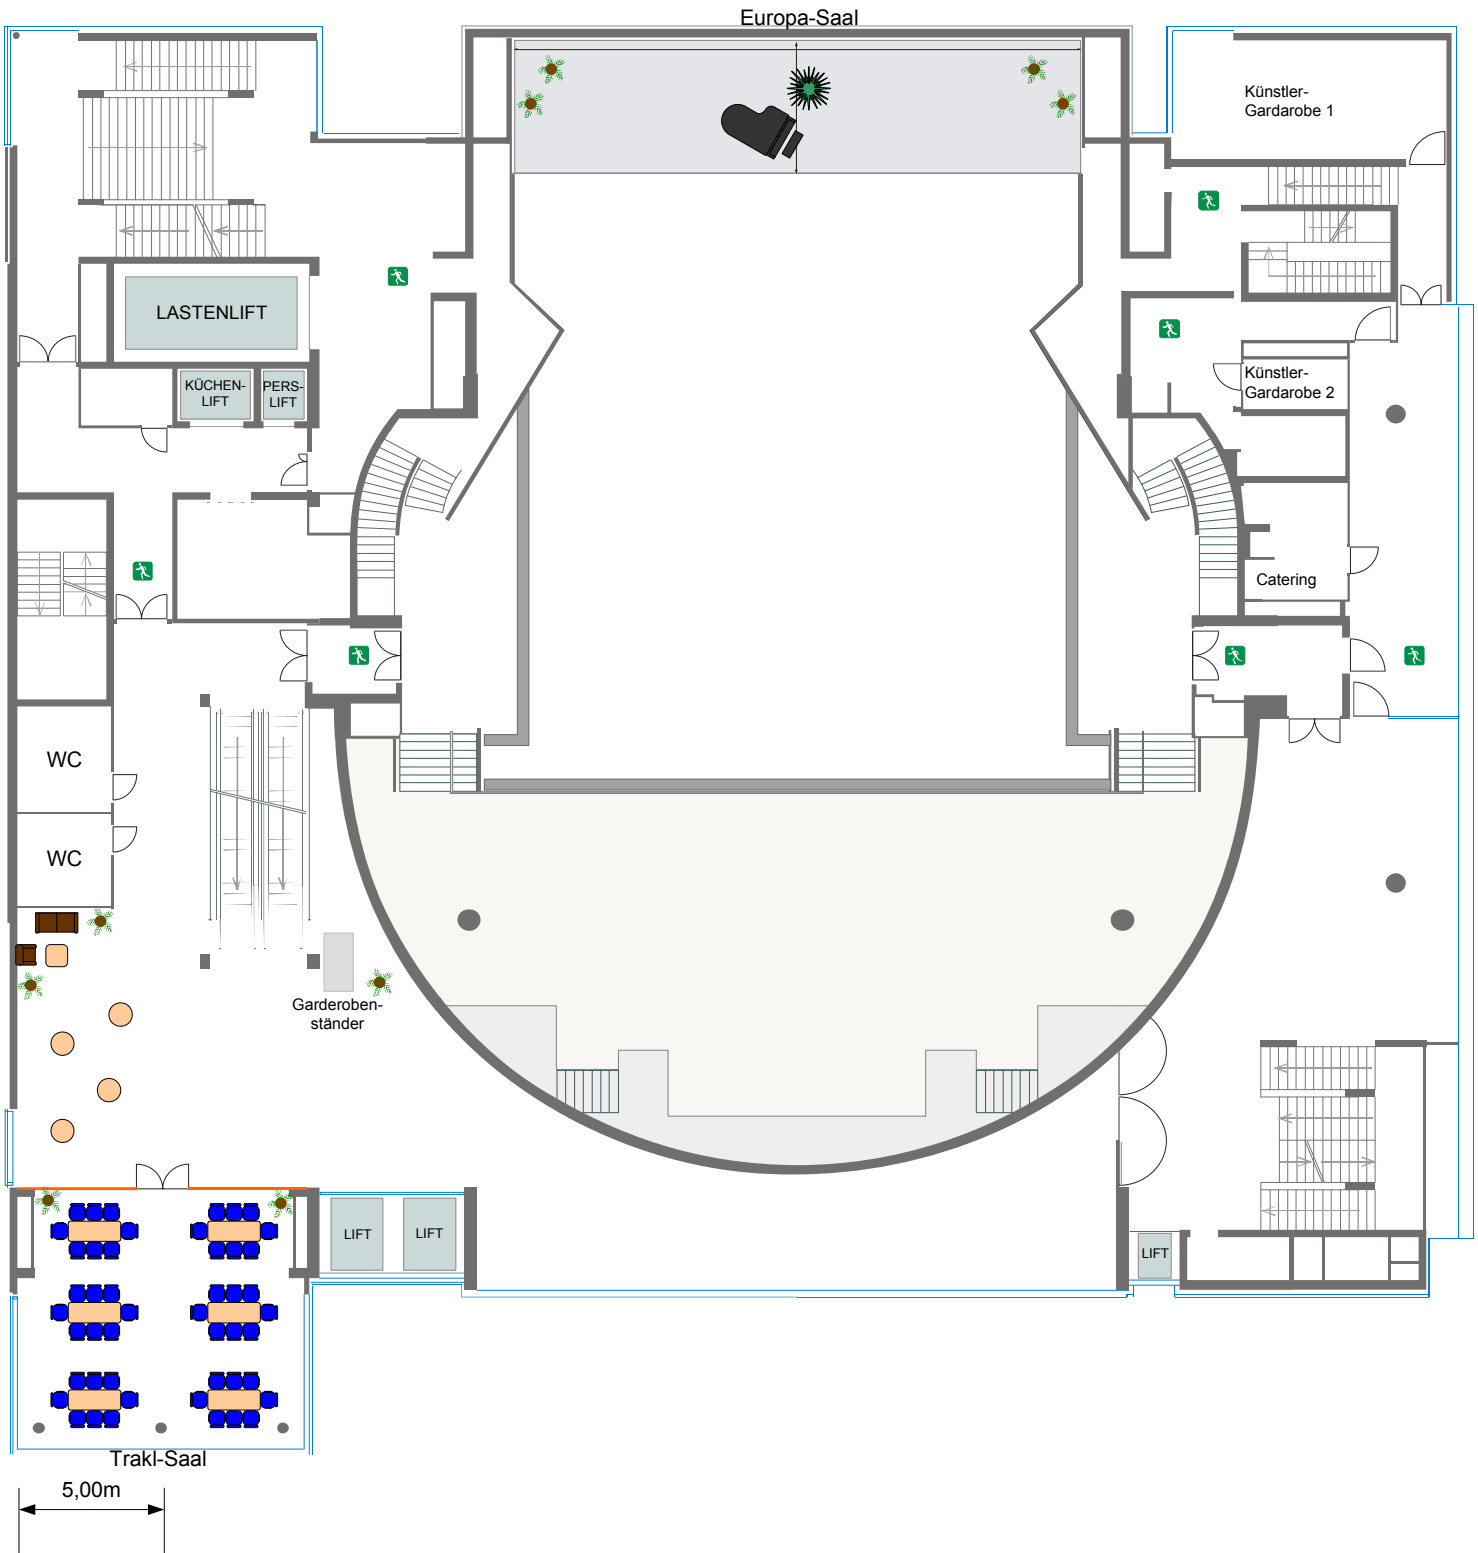 Europa-Saal
Künstler-
Gardarobe 1
LASTENLIFT
KÜCHEN-
LIFT
PERS-
LIFT
Künstler-
Gardarobe 2
Catering
WC
WC
Garderoben-
ständer
LIFT
LIFT
LIFT
Trakl-Saal
5,00m